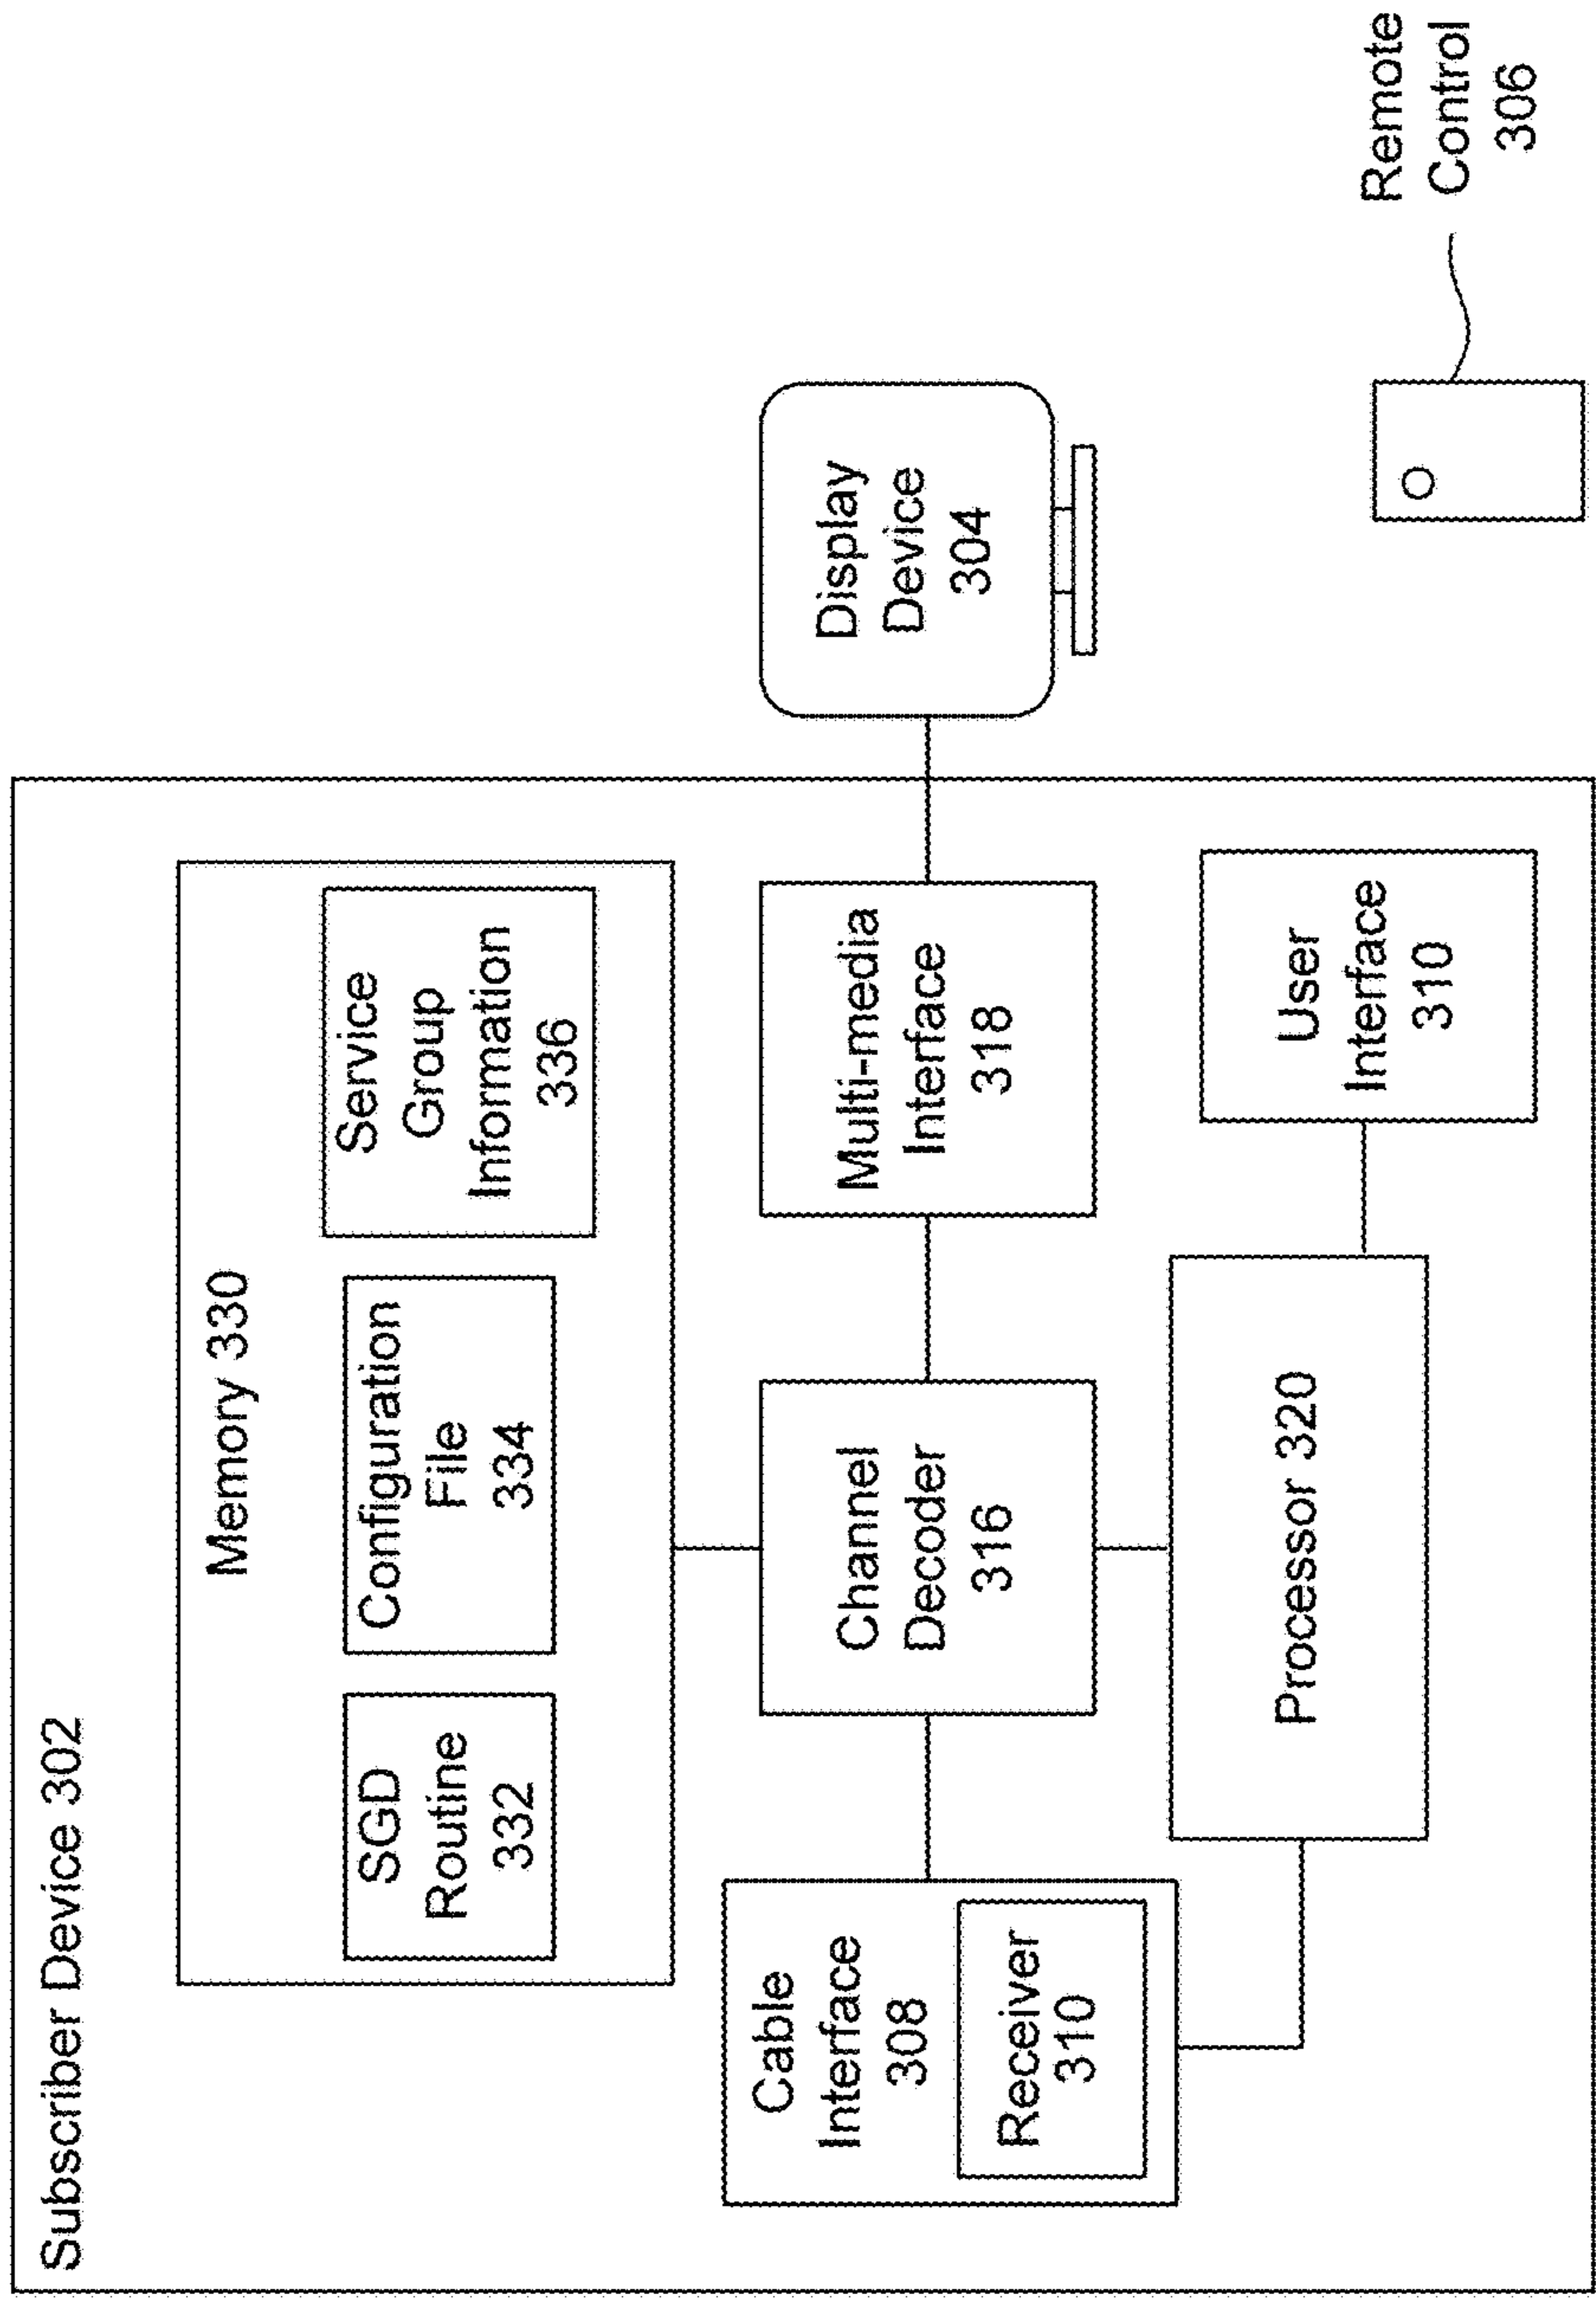 Subscriber Device 302
Memory 330
SGD
Routine
332
Configuration
File
334
Service
Group
Information
336
Cable
Interface
308
Receiver
310
Channel
Decoder
316
Multi-media
Interface
318
Display
Device
304
Processor 320
User
Interface
310
Remote
Control
306